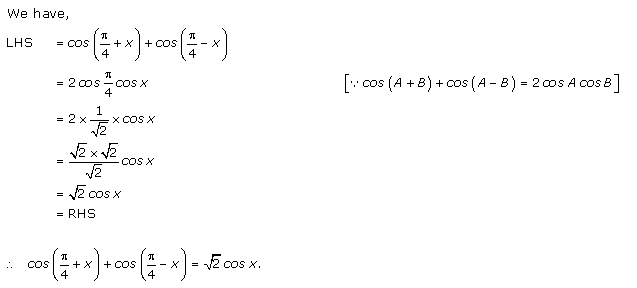 We have,
LHS = cos(π/4 + x) + cos(π/4 − x)
= 2 cos π/4 cos x [∵ cos(A + B) + cos(A − B) = 2 cos A cos B]
= 2 × 1/√2 × cos x
= (√2 × √2)/√2 cos x
= √2 cos x
= RHS
∴ cos(π/4 + x) + cos(π/4 − x) = √2 cos x.